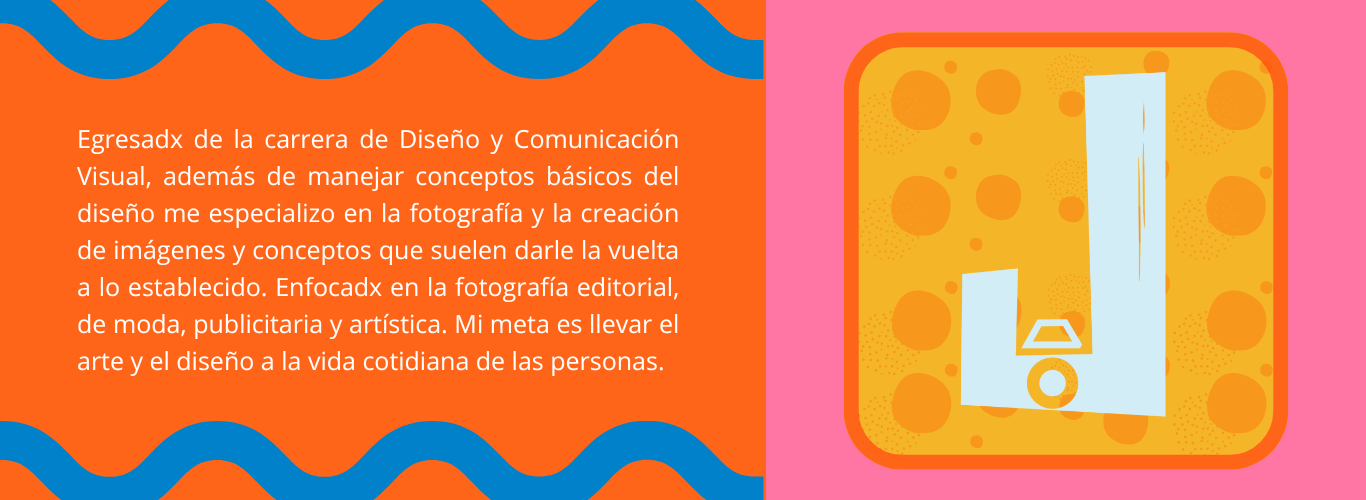 Egresadx de la carrera de Diseño y Comunicación
Visual, además de manejar conceptos básicos del
diseño me especializo en la fotografía y la creación
de imágenes y conceptos que suelen darle la vuelta
a lo establecido. Enfocadx en la fotografía editorial,
de moda, publicitaria y artística. Mi meta es llevar el
arte y el diseño a la vida cotidiana de las personas.
J